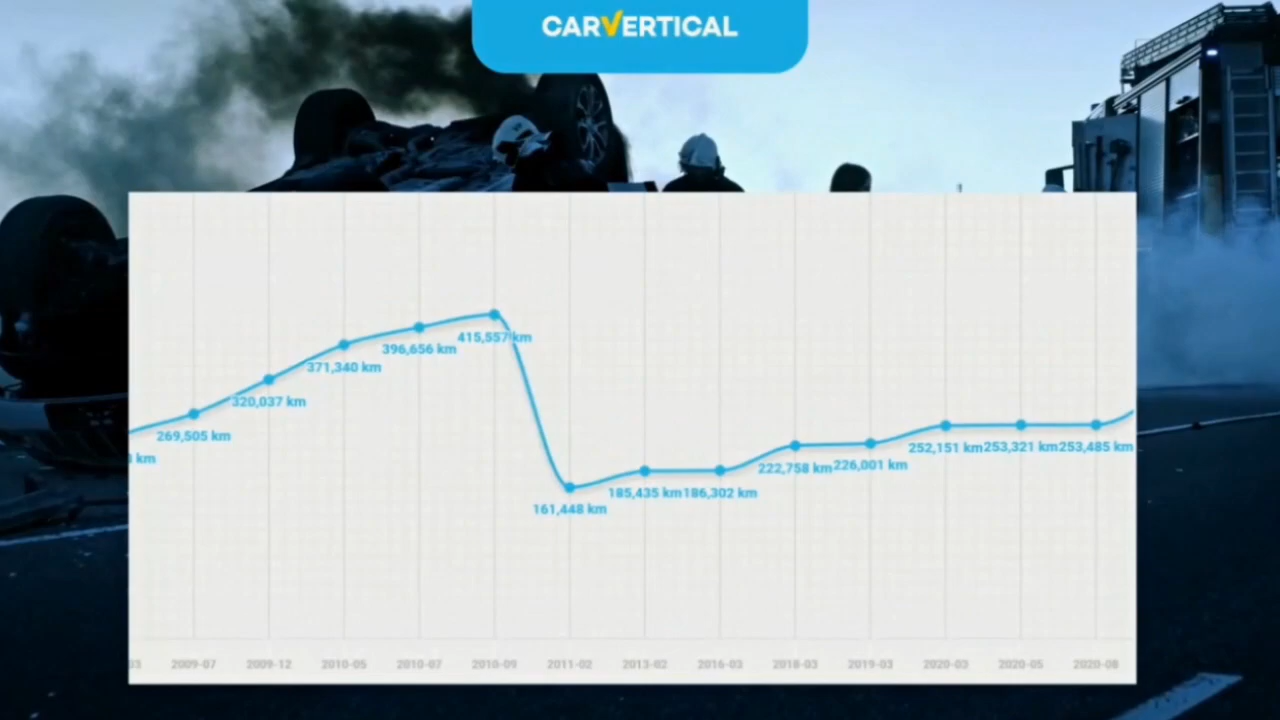 CARVERTICAL
415,557 km
396,656 km
371,340 km
320,037 km
269,505 km
km
252,151 km 253,321 km 253,485 km
222,758 km 226,001 km
185,435 km 186,302 km
161,448 km
03 2009-07 2009-12 2010-05 2010-07 2010-09 2011-02 2013-02 2016-03 2018-03 2019-03 2020-03 2020-05 2020-08